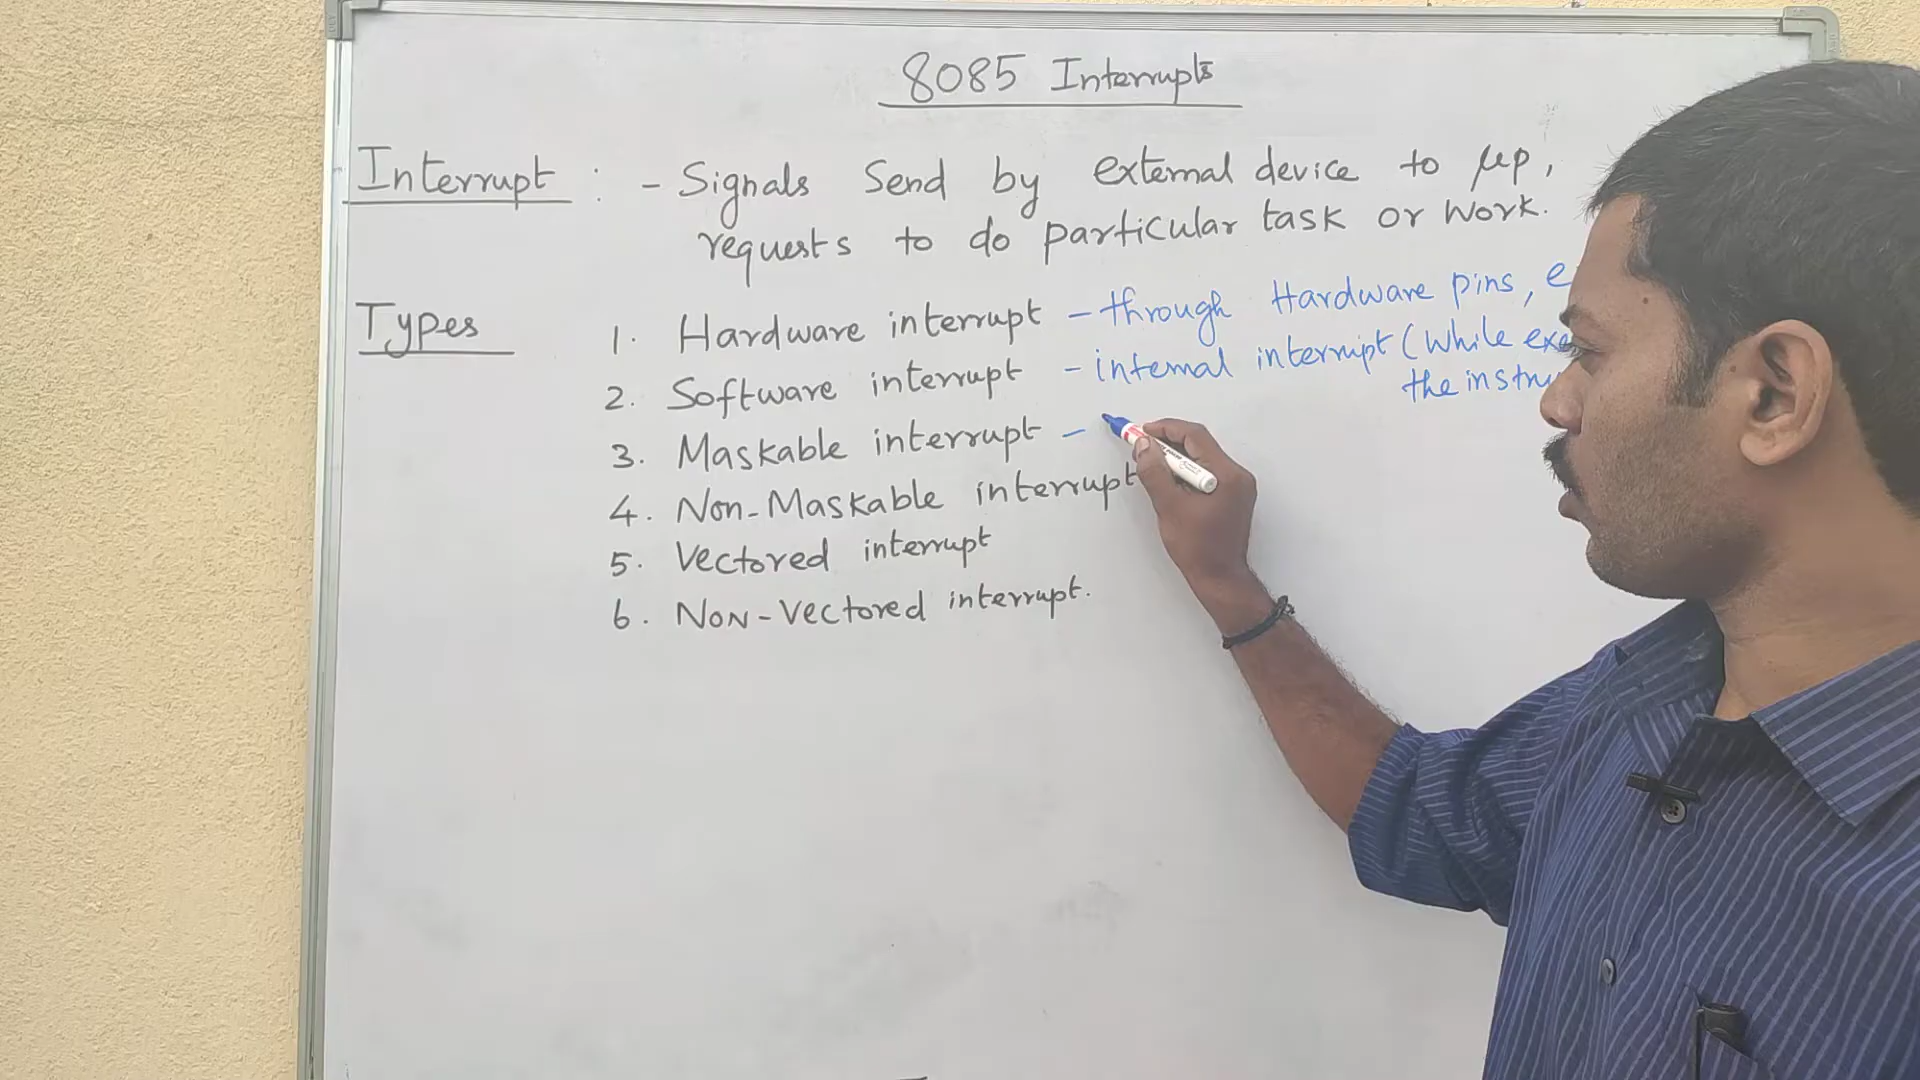 8085 Interrupts
Interrupt : - Signals Send by external device to μp,
requests to do particular task or work.
Types
1. Hardware interrupt - through Hardware pins, e
2. Software interrupt - internal interrupt (While exe
the instru
3. Maskable interrupt -
4. Non-Maskable interrupt
5. Vectored interrupt
6. Non-Vectored interrupt.